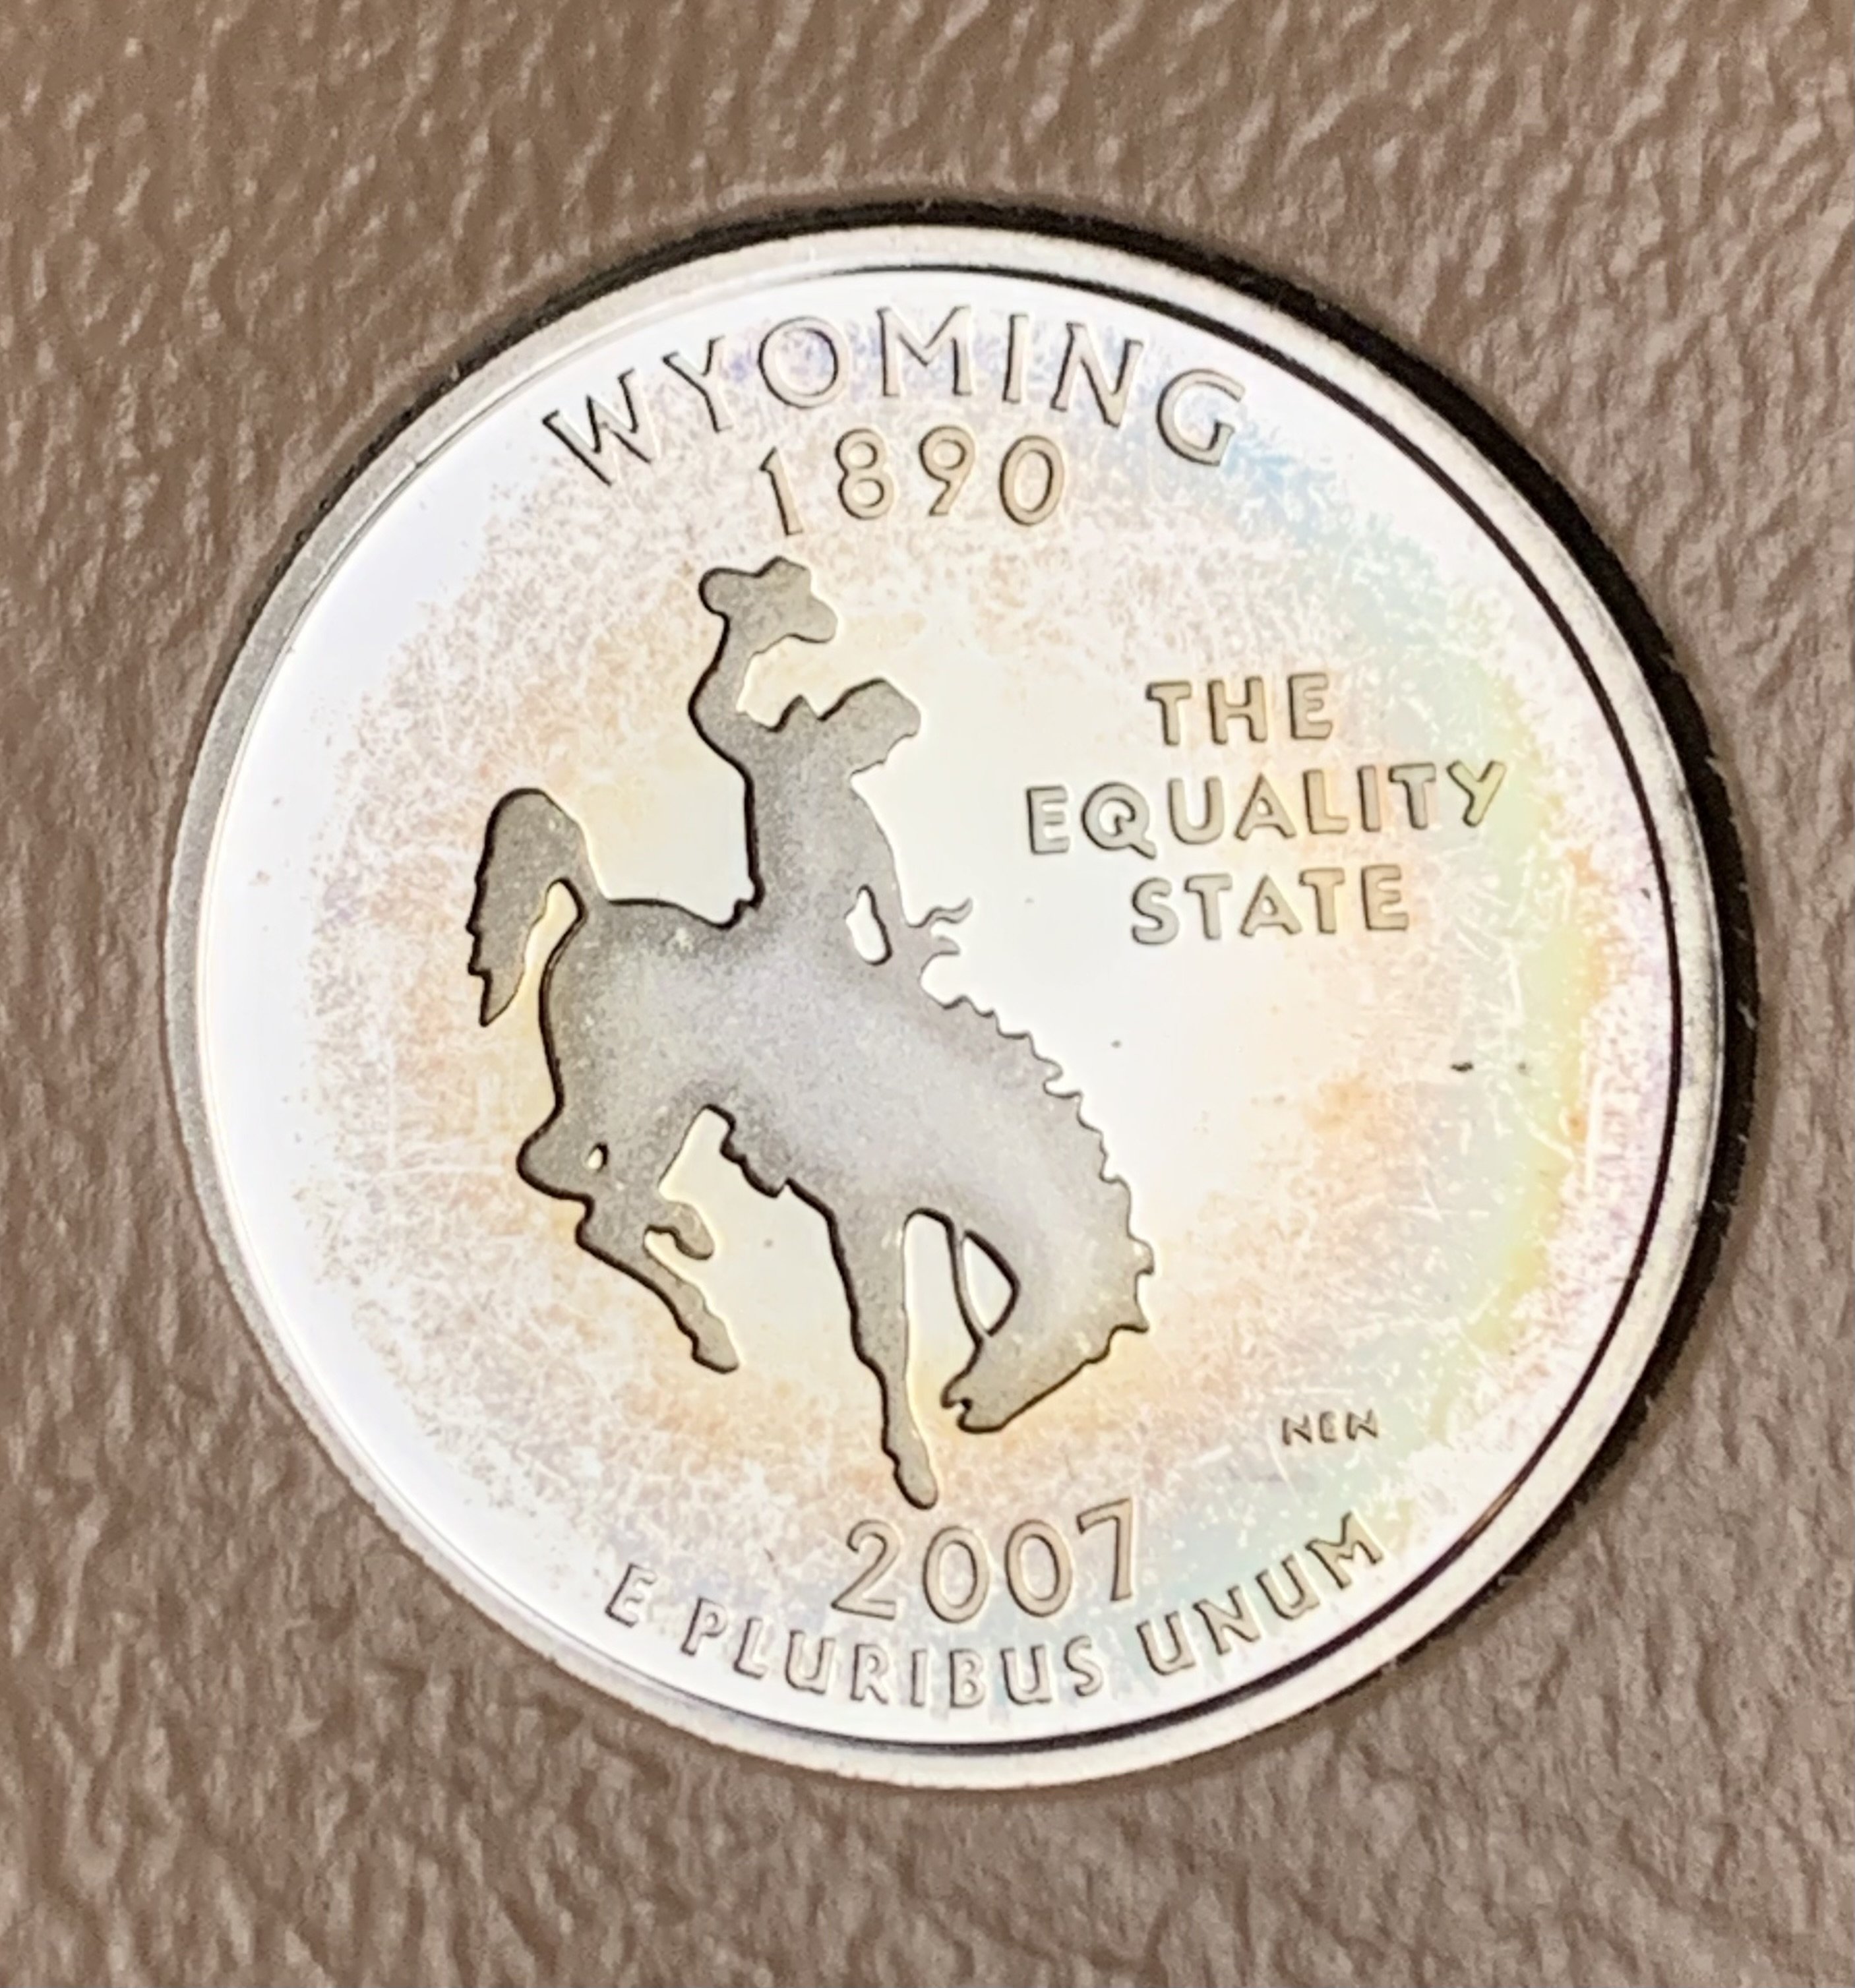 WYOMING
1890
THE
EQUALITY
STATE
NEN
2007
E PLURIBUS UNUM